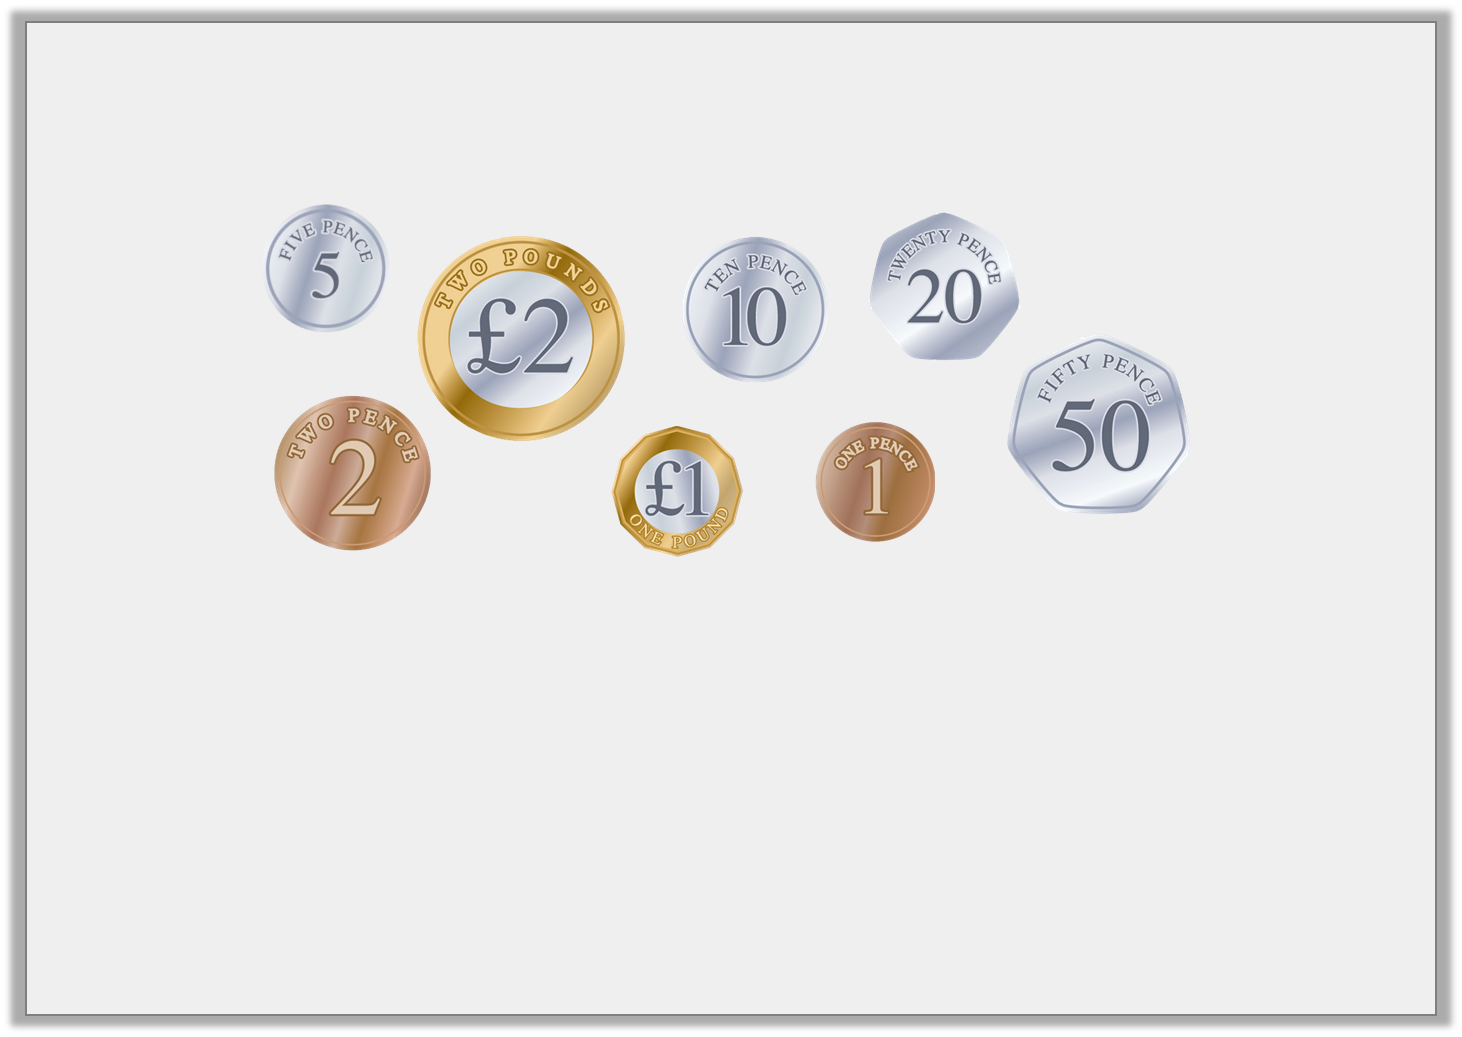 FIVE PENCE
5
TWO POUNDS
£2
TEN PENCE
10
TWENTY PENCE
20
FIFTY PENCE
50
TWO PENCE
2
£1
ONE POUND
ONE PENCE
1